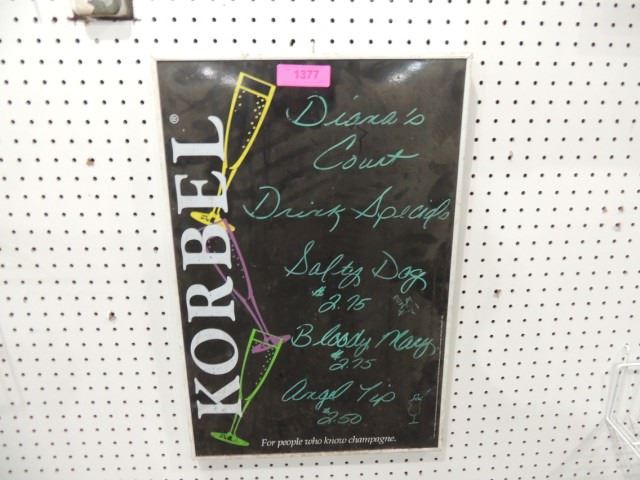 1377
KORBEL®
Diana's
Court
Drink Specials
Salty Dog
$2.75
Bloody Mary
$2.75
Angel Tip
$2.50
For people who know champagne.